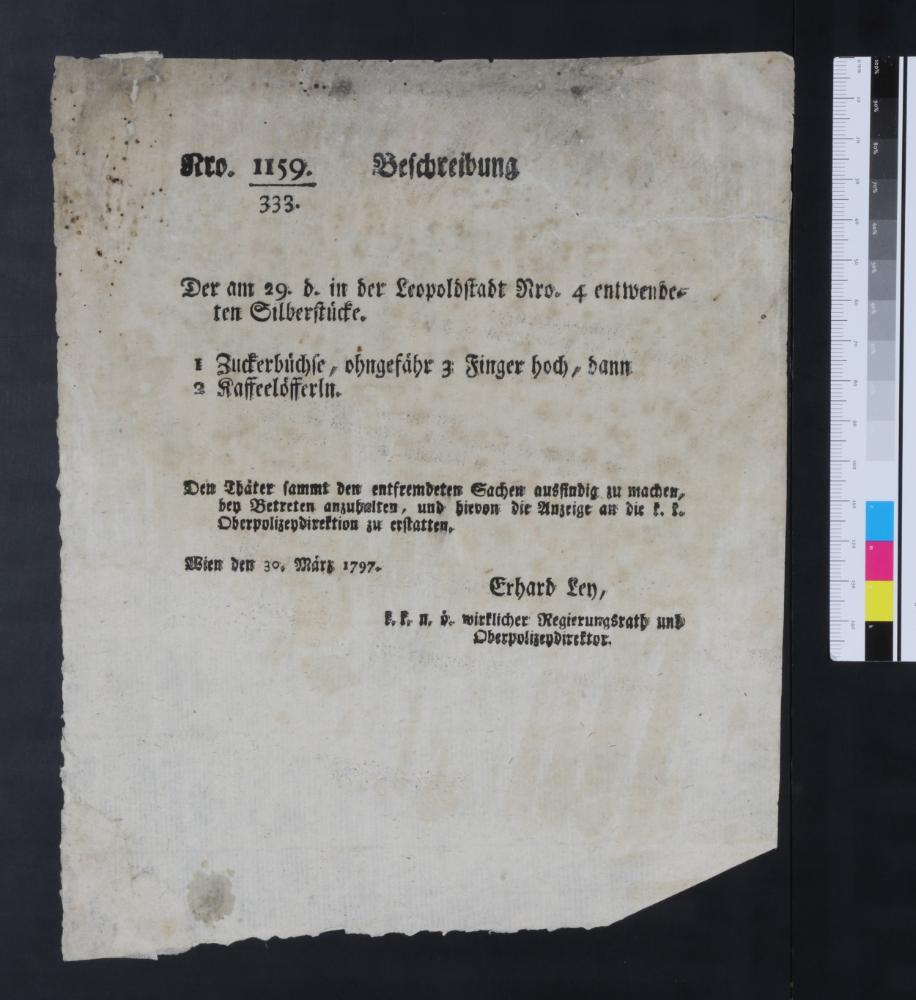 Nro. 1159. Beschreibung
333.
Der am 29. d. in der Leopoldstadt Nro. 4 entwende-
ten Silberstücke.
1 Zuckerbüchse, ohngefähr 3 Finger hoch, dann
2 Kaffeelöfferln.
Den Thäter sammt den entfremdeten Sachen ausfindig zu machen,
bey Betreten anzuhalten, und hievon die Anzeige an die k. k.
Oberpolizeydirektion zu erstatten.
Wien den 30. März 1797.
Erhard Ley,
k. k. n. ö. wirklicher Regierungsrath und
Oberpolizeydirektor.